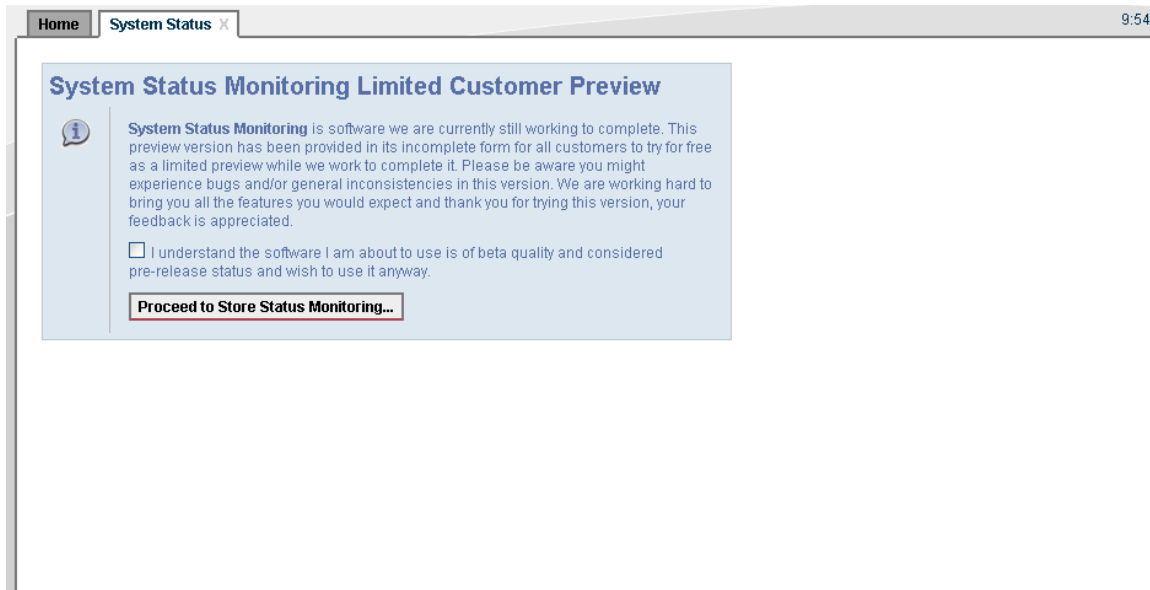 Home
System Status X
9:54
System Status Monitoring Limited Customer Preview
System Status Monitoring is software we are currently still working to complete. This
preview version has been provided in its incomplete form for all customers to try for free
as a limited preview while we work to complete it. Please be aware you might
experience bugs and/or general inconsistencies in this version. We are working hard to
bring you all the features you would expect and thank you for trying this version, your
feedback is appreciated.
I understand the software I am about to use is of beta quality and considered
pre-release status and wish to use it anyway.
Proceed to Store Status Monitoring...